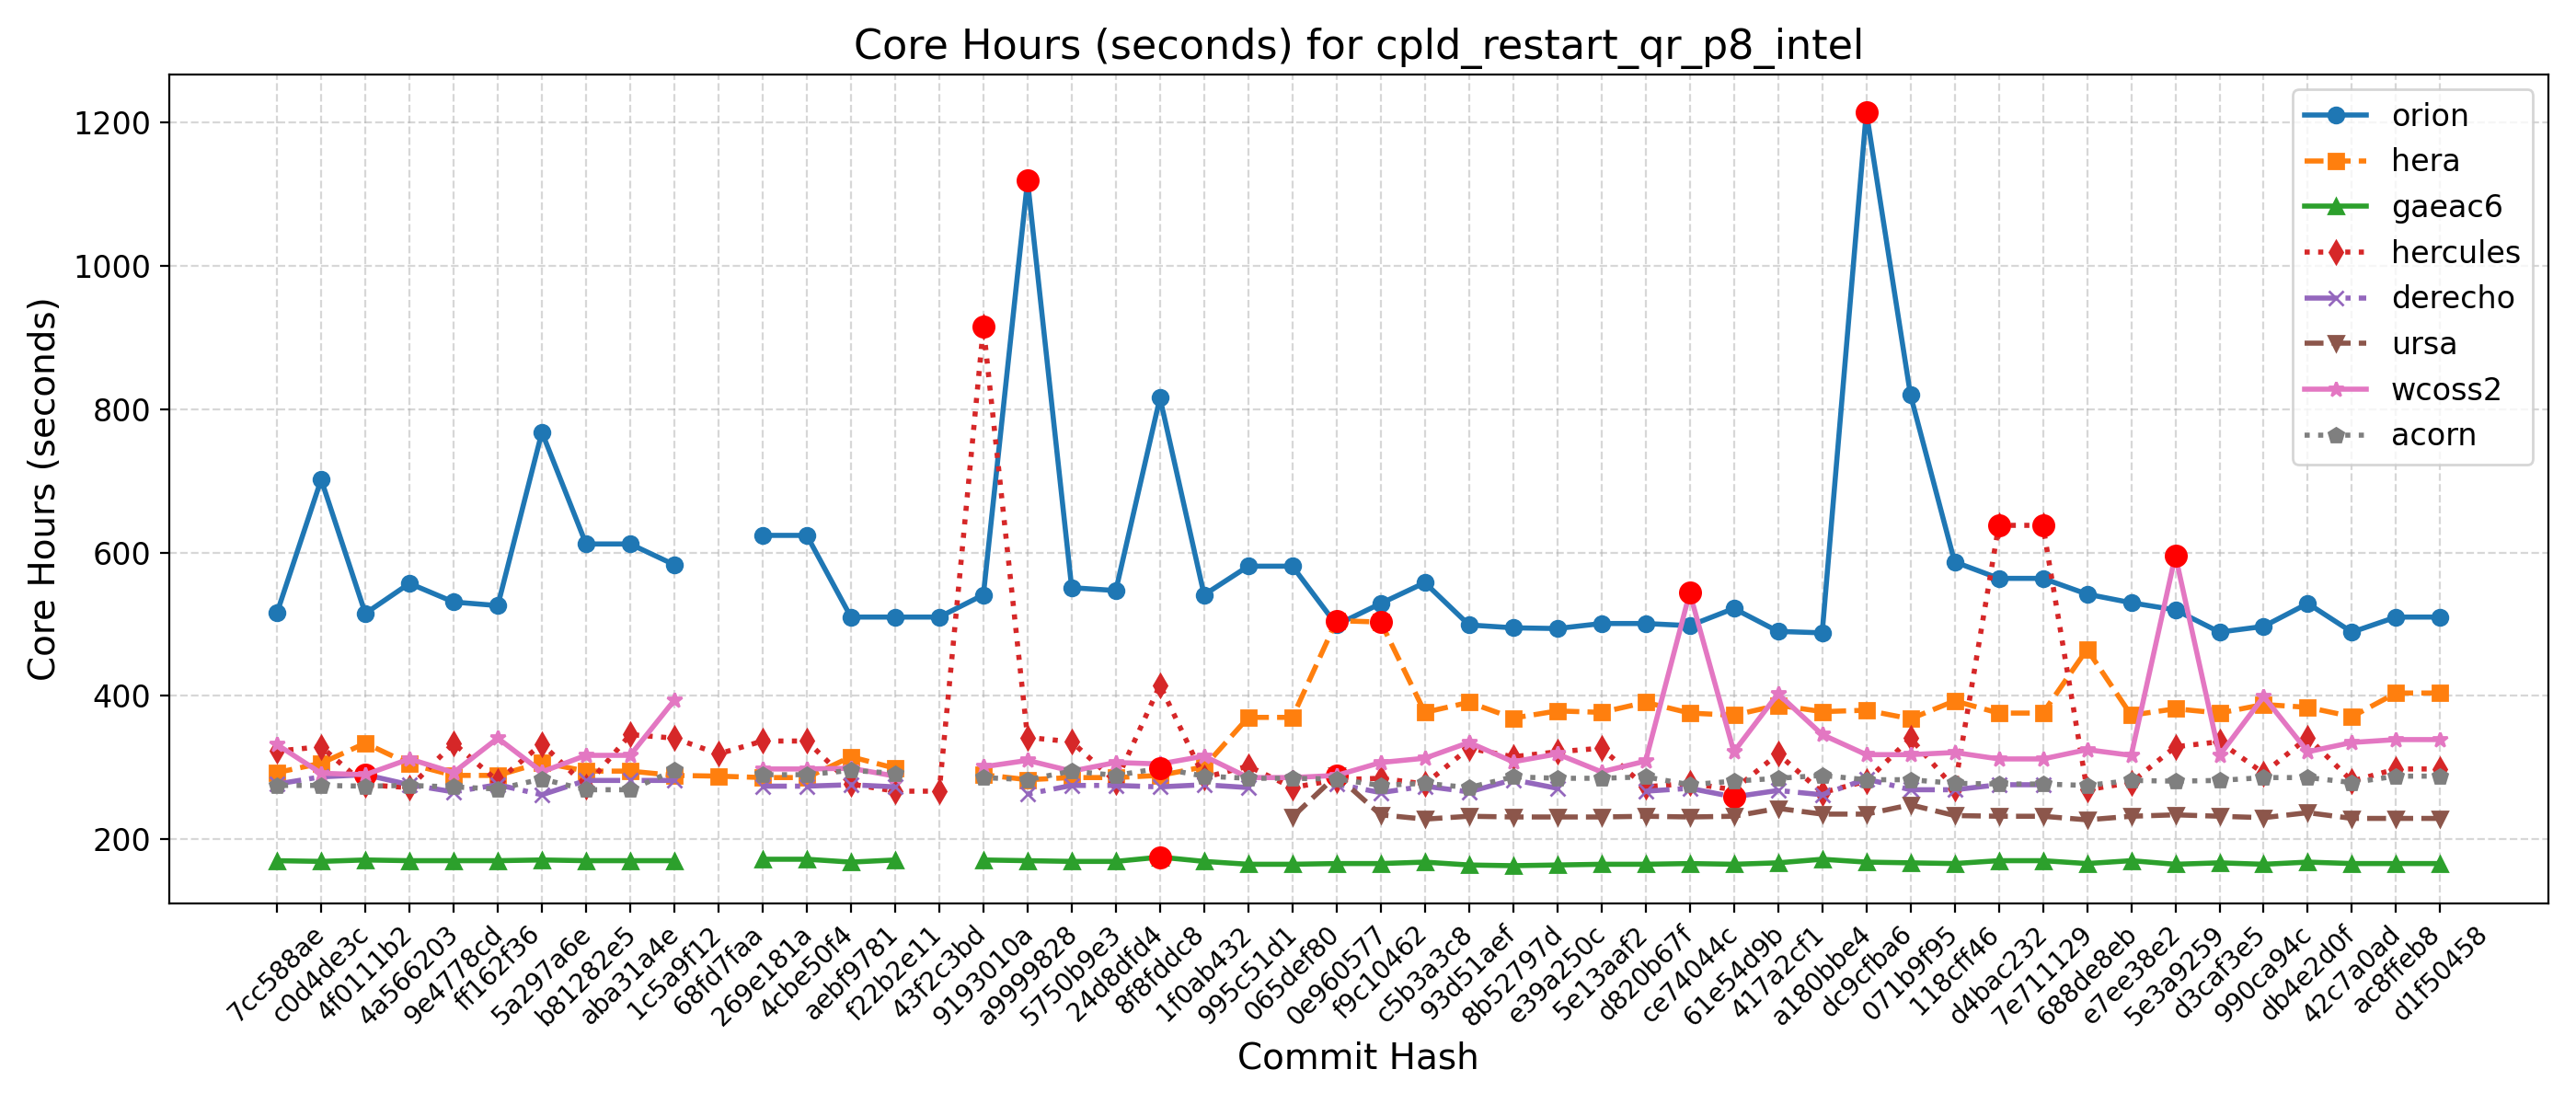 Core Hours (seconds) for cpld_restart_qr_p8_intel
Core Hours (seconds)
1200
1000
800
600
400
200
orion
hera
gaeac6
hercules
derecho
ursa
wcoss2
acorn
7cc588ae
c0d4de3c
4f0111b2
4a566203
9e4778cd
ff162f36
5a297a6e
b81282e5
aba31a4e
1c5a9f12
68fd7faa
269e181a
4cbe50f4
aebf9781
f22b2e11
43f2c3bd
9193010a
a9999828
5750b9e3
24d8dfd4
8f8fddc8
1f0ab432
995c51d1
065def80
0e960577
f9c10462
c5b3a3c8
93d51aef
8b52797d
e39a250c
5e13aaf2
d820b67f
ce74044c
61e54d9b
417a2cf1
a180bbe4
dc9cfba6
071b9f95
118cff46
d4bac232
7e711129
688de8eb
e7ee38e2
5e3a9259
d3caf3e5
990ca94c
db4e2d0f
42c7a0ad
ac8ffeb8
d1f50458
Commit Hash